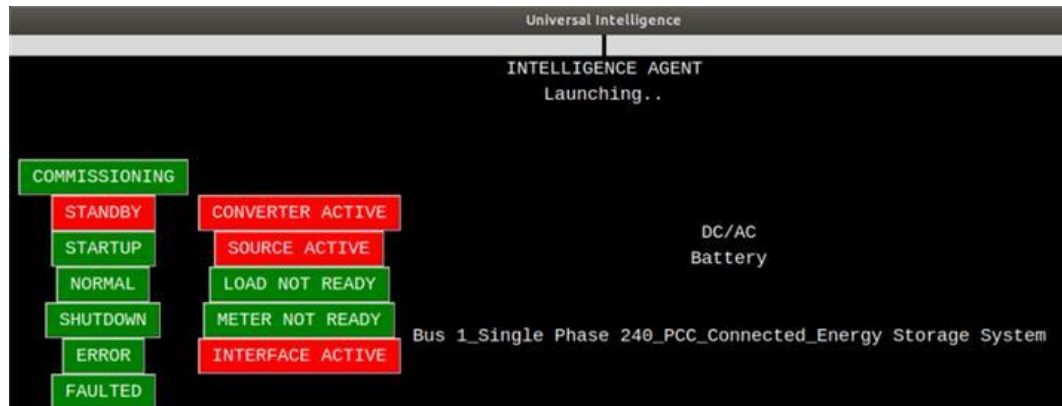 Universal Intelligence
INTELLIGENCE AGENT
Launching..
COMMISSIONING
STANDBY
STARTUP
NORMAL
SHUTDOWN
ERROR
FAULTED
CONVERTER ACTIVE
SOURCE ACTIVE
LOAD NOT READY
METER NOT READY
INTERFACE ACTIVE
DC/AC
Battery
Bus 1_Single Phase 240_PCC_Connected_Energy Storage System